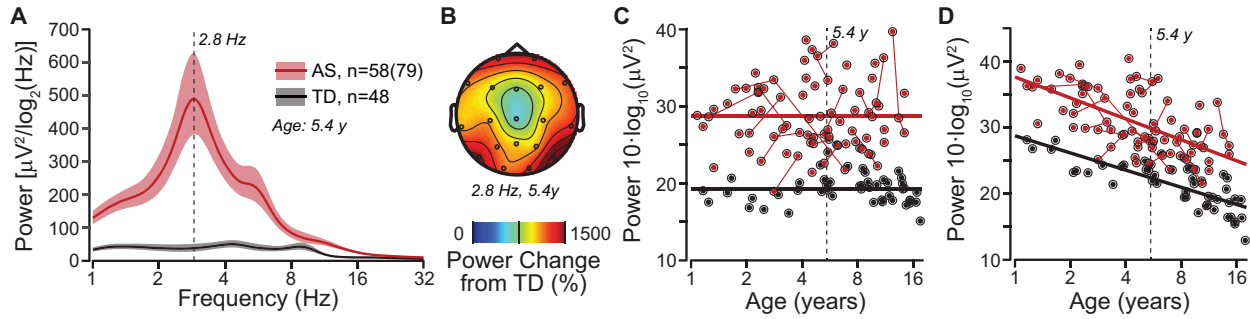 A
700
600
500
400
300
200
100
0
Power [µV²/log₂(Hz)]
1 2 4 8 16 32
Frequency (Hz)
2.8 Hz
AS, n=58(79)
TD, n=48
Age: 5.4 y
B
2.8 Hz, 5.4y
0 1500
Power Change
from TD (%)
C
40
30
20
10
Power 10·log₁₀(µV²)
5.4 y
1 2 4 8 16
Age (years)
D
40
30
20
10
Power 10·log₁₀(µV²)
5.4 y
1 2 4 8 16
Age (years)